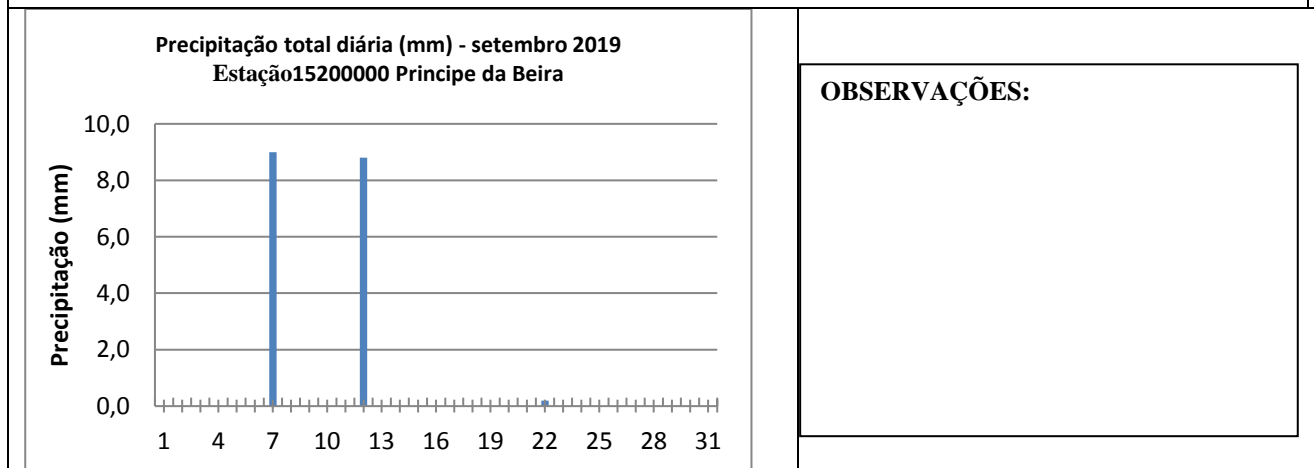 Precipitação total diária (mm) - setembro 2019
Estação15200000 Principe da Beira
Precipitação (mm)
10,0
8,0
6,0
4,0
2,0
0,0
1 4 7 10 13 16 19 22 25 28 31
OBSERVAÇÕES: